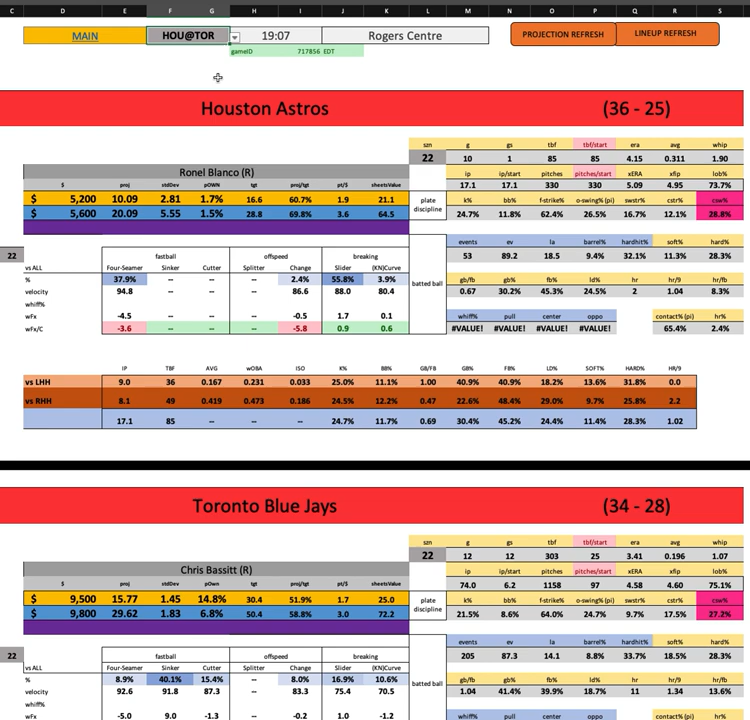 C D E F G H I J K L M N O P Q R S
MAIN HOU@TOR 19:07 Rogers Centre PROJECTION REFRESH LINEUP REFRESH
gameID 717856 EDT
Houston Astros (36 - 25)
szn g gs tbf tbf/start era avg whip
22 10 1 85 85 4.15 0.311 1.90
Ronel Blanco (R) ip ip/start pitches pitches/start xERA xfip lob%
$ proj stdDev pOWN tgt proj/tgt pt/$ sheetsValue 17.1 17.1 330 330 5.09 4.95 73.7%
$ 5,200 10.09 2.81 1.7% 16.6 60.7% 1.9 21.1 plate discipline k% bb% f-strike% o-swing% (pi) swstr% cstr% csw%
$ 5,600 20.09 5.55 1.5% 28.8 69.8% 3.6 64.5 24.7% 11.8% 62.4% 26.5% 16.7% 12.1% 28.8%
events ev la barrel% hardhit% soft% hard%
22 fastball offspeed breaking 53 89.2 18.5 9.4% 32.1% 11.3% 28.3%
vs ALL Four-Seamer Sinker Cutter Splitter Change Slider (KN)Curve
% 37.9% -- -- -- 2.4% 55.8% 3.9% batted ball gb/fb gb% fb% ld% hr hr/9 hr/fb
velocity 94.8 -- -- -- 86.6 88.0 80.4 0.67 30.2% 45.3% 24.5% 2 1.04 8.3%
whiff%
wFx -4.5 -0.5 1.7 0.1 whiff% pull center oppo contact% (pi) hr%
wFx/C -3.6 -- -- -- -5.8 0.9 0.6 #VALUE! #VALUE! #VALUE! #VALUE! 65.4% 2.4%
IP TBF AVG wOBA ISO K% BB% GB/FB GB% FB% LD% SOFT% HARD% HR/9
vs LHH 9.0 36 0.167 0.231 0.033 25.0% 11.1% 1.00 40.9% 40.9% 18.2% 13.6% 31.8% 0.0
vs RHH 8.1 49 0.419 0.473 0.186 24.5% 12.2% 0.47 22.6% 48.4% 29.0% 9.7% 25.8% 2.2
17.1 85 -- -- -- 24.7% 11.7% 0.69 30.4% 45.2% 24.4% 11.4% 28.3% 1.02
Toronto Blue Jays (34 - 28)
szn g gs tbf tbf/start era avg whip
22 12 12 303 25 3.41 0.196 1.07
Chris Bassitt (R) ip ip/start pitches pitches/start xERA xfip lob%
$ proj stdDev pOwn tgt proj/tgt pt/$ sheetsValue 74.0 6.2 1158 97 4.58 4.60 75.1%
$ 9,500 15.77 1.45 14.8% 30.4 51.9% 1.7 25.0 plate discipline k% bb% f-strike% o-swing% (pi) swstr% cstr% csw%
$ 9,800 29.62 1.83 6.8% 50.4 58.8% 3.0 72.2 21.5% 8.6% 64.0% 24.7% 9.7% 17.5% 27.2%
events ev la barrel% hardhit% soft% hard%
22 fastball offspeed breaking 205 87.3 14.1 8.8% 33.7% 18.5% 28.3%
vs ALL Four-Seamer Sinker Cutter Splitter Change Slider (KN)Curve
% 8.9% 40.1% 15.4% -- 8.0% 16.9% 10.6% batted ball gb/fb gb% fb% ld% hr hr/9 hr/fb
velocity 92.6 91.8 87.3 -- 83.3 75.4 70.5 1.04 41.4% 39.9% 18.7% 11 1.34 13.6%
whiff%
wFx -5.0 9.0 -1.3 -0.2 1.0 -1.2 whiff% pull center oppo contact% (pi) hr%